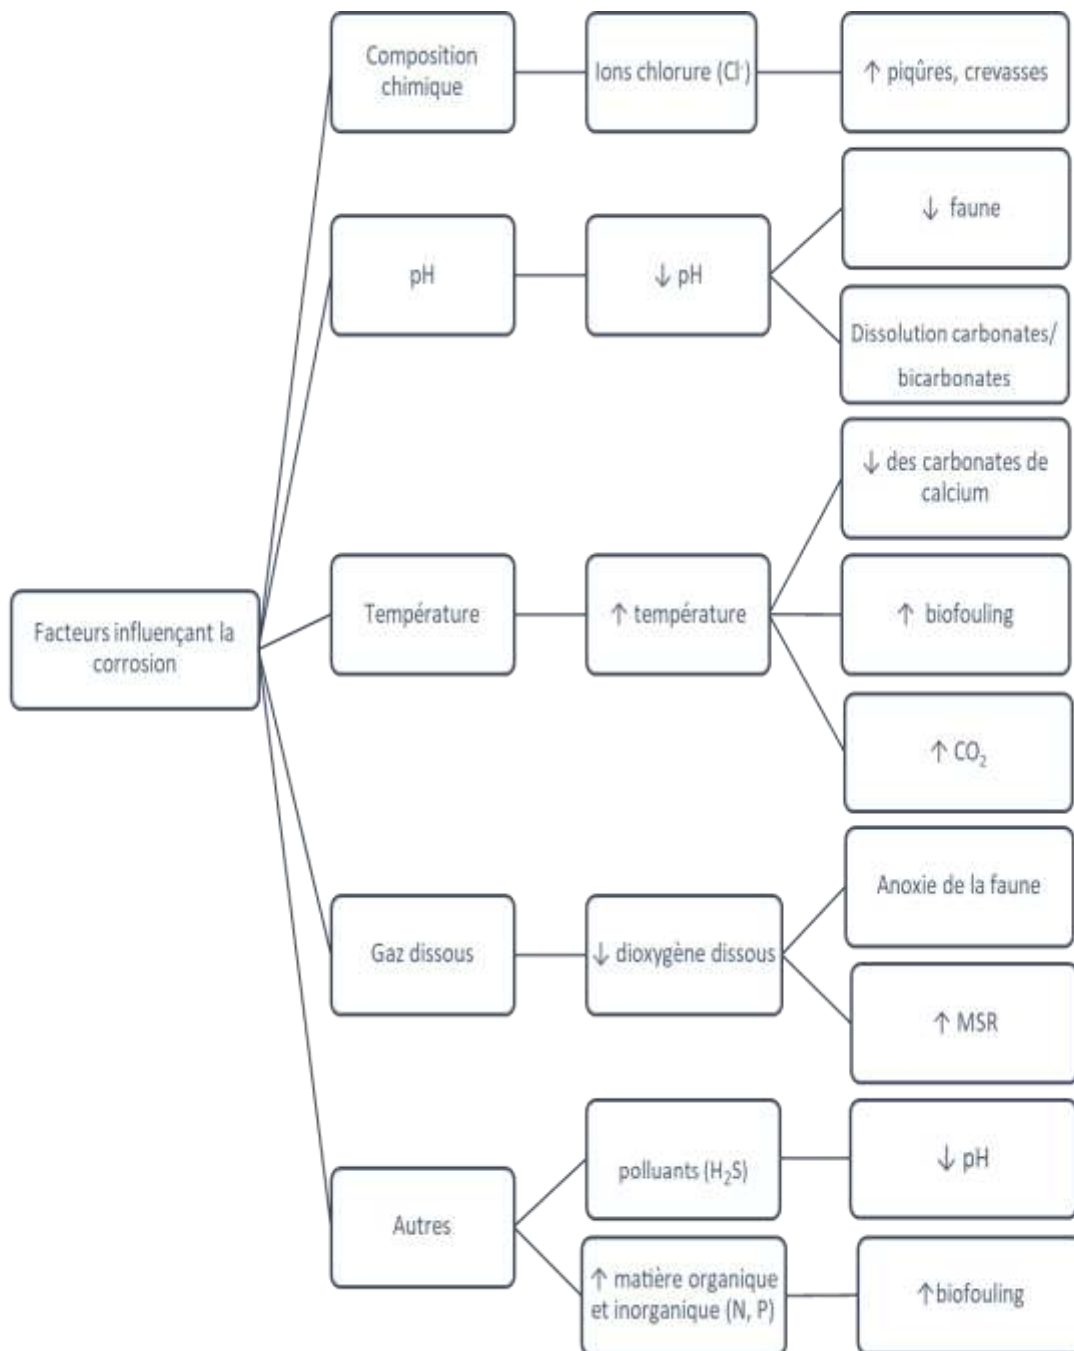 Composition
chimique
Ions chlorure (Cl⁻)
↑ piqûres, crevasses
↓ faune
pH
↓ pH
Dissolution carbonates/
bicarbonates
↓ des carbonates de
calcium
Facteurs influençant la
corrosion
Température
↑ température
↑ biofouling
↑ CO₂
Anoxie de la faune
Gaz dissous
↓ dioxygène dissous
↑ MSR
polluants (H₂S)
↓ pH
Autres
↑ matière organique
et inorganique (N, P)
↑biofouling